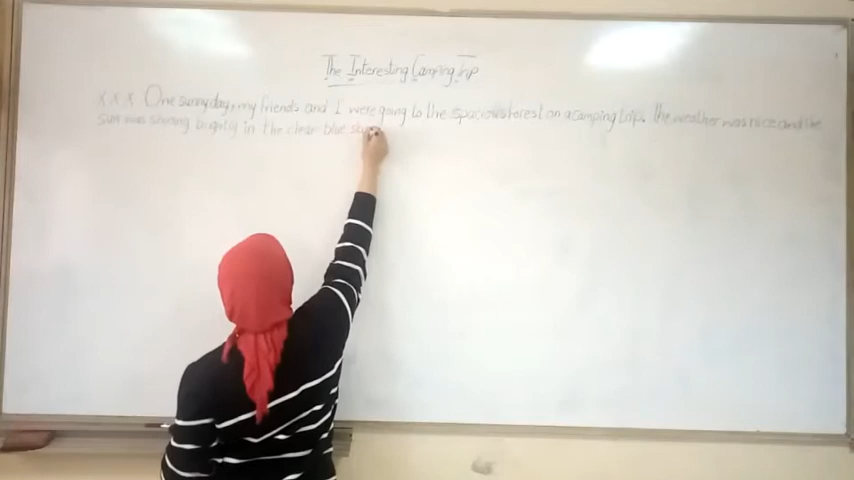 The Interesting Camping Trip
x x x One sunny day, my friends and I were going to the spacious forest on a camping trip. The weather was nice and the
sun was shining brightly in the clear blue